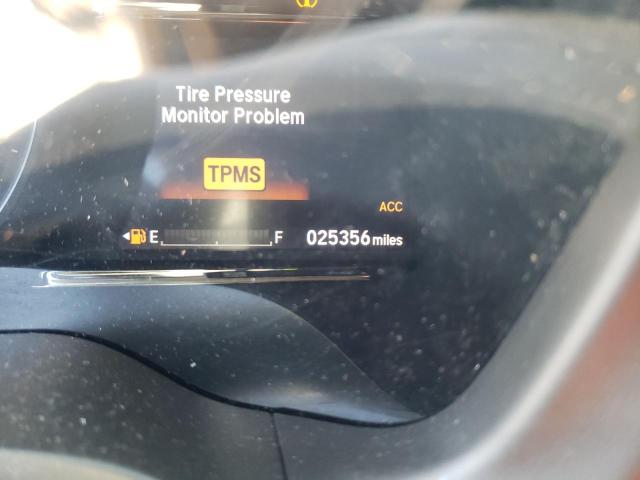 Tire Pressure
Monitor Problem
TPMS
ACC
E F 025356 miles